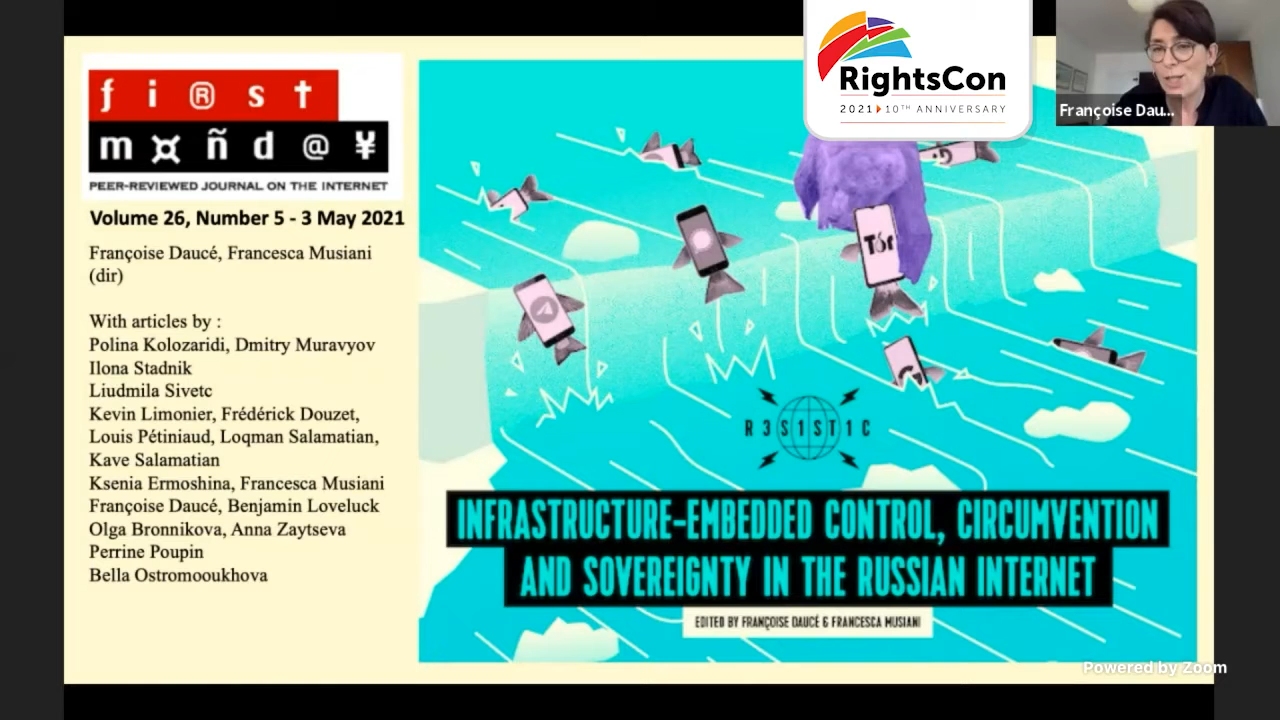 f i ® s t
m ¤ ñ d @ ¥
PEER-REVIEWED JOURNAL ON THE INTERNET
Volume 26, Number 5 - 3 May 2021
Françoise Daucé, Francesca Musiani
(dir)
With articles by :
Polina Kolozaridi, Dmitry Muravyov
Ilona Stadnik
Liudmila Sivetc
Kevin Limonier, Frédérick Douzet,
Louis Pétiniaud, Loqman Salamatian,
Kave Salamatian
Ksenia Ermoshina, Francesca Musiani
Françoise Daucé, Benjamin Loveluck
Olga Bronnikova, Anna Zaytseva
Perrine Poupin
Bella Ostromooukhova
RightsCon
2021 10TH ANNIVERSARY
Françoise Dau...
Tor
R3S1ST1C
INFRASTRUCTURE-EMBEDDED CONTROL, CIRCUMVENTION
AND SOVEREIGNTY IN THE RUSSIAN INTERNET
EDITED BY FRANÇOISE DAUCÉ & FRANCESCA MUSIANI
Powered by Zoom